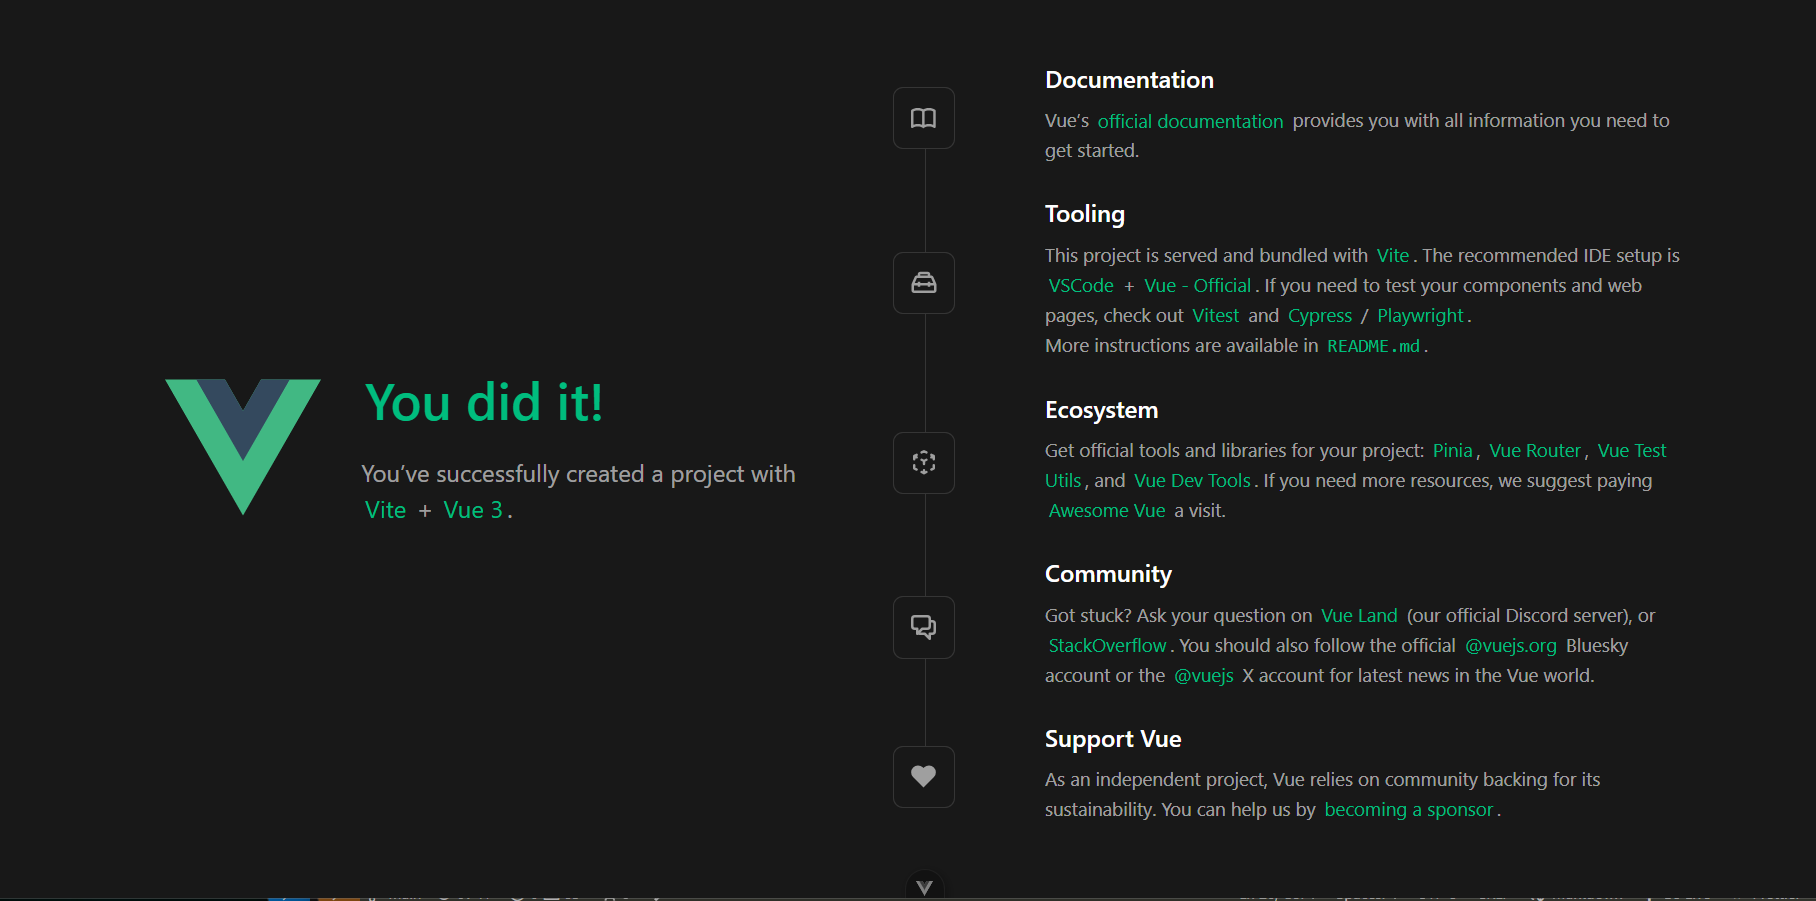 You did it!
You’ve successfully created a project with
Vite + Vue 3.
Documentation
Vue’s official documentation provides you with all information you need to
get started.
Tooling
This project is served and bundled with Vite. The recommended IDE setup is
VSCode + Vue - Official. If you need to test your components and web
pages, check out Vitest and Cypress / Playwright.
More instructions are available in README.md.
Ecosystem
Get official tools and libraries for your project: Pinia, Vue Router, Vue Test
Utils, and Vue Dev Tools. If you need more resources, we suggest paying
Awesome Vue a visit.
Community
Got stuck? Ask your question on Vue Land (our official Discord server), or
StackOverflow. You should also follow the official @vuejs.org Bluesky
account or the @vuejs X account for latest news in the Vue world.
Support Vue
As an independent project, Vue relies on community backing for its
sustainability. You can help us by becoming a sponsor.